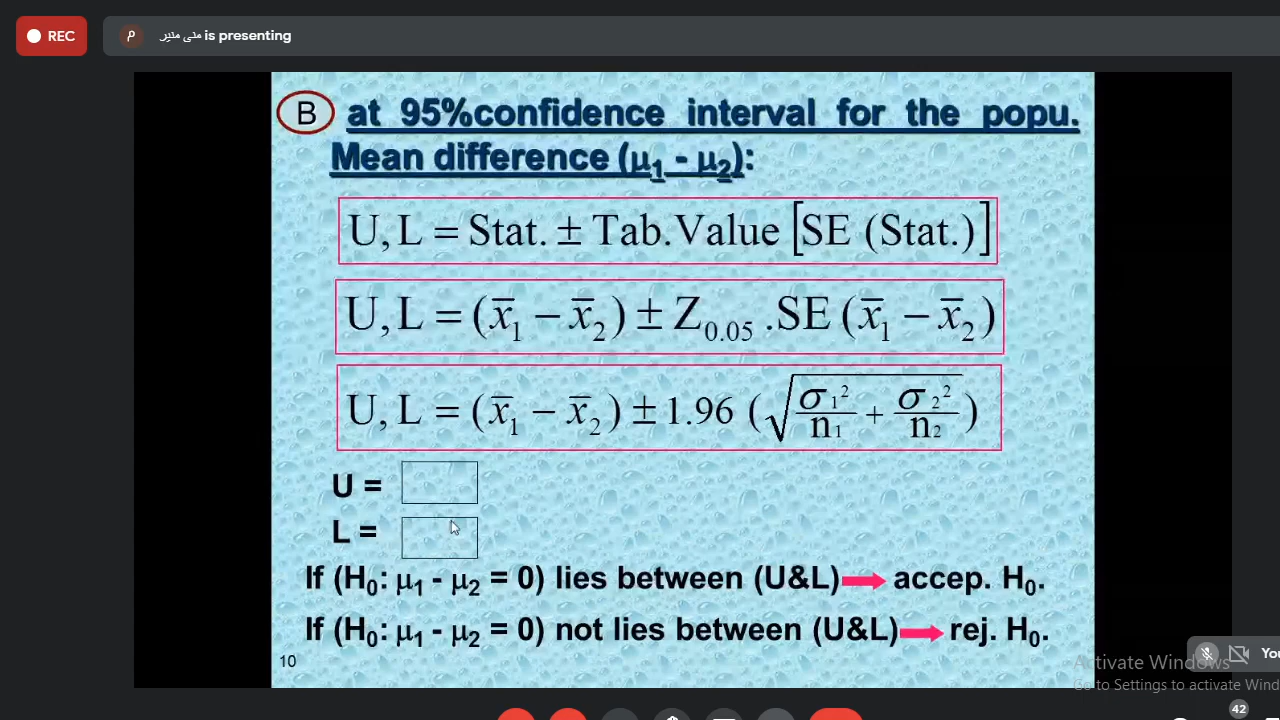 REC
م
منى منير is presenting
B at 95%confidence interval for the popu.
Mean difference (μ₁ - μ₂):
U, L = Stat. ± Tab.Value [SE (Stat.)]
U, L = (x̅₁ − x̅₂) ± Z₀.₀₅ .SE (x̅₁ − x̅₂)
U, L = (x̅₁ − x̅₂) ± 1.96 (√(σ₁²/n₁ + σ₂²/n₂))
U =
L =
If (H₀: μ₁ - μ₂ = 0) lies between (U&L)➡ accep. H₀.
If (H₀: μ₁ - μ₂ = 0) not lies between (U&L)➡ rej. H₀.
10
You
Activate Windows
Go to Settings to activate Wind
42